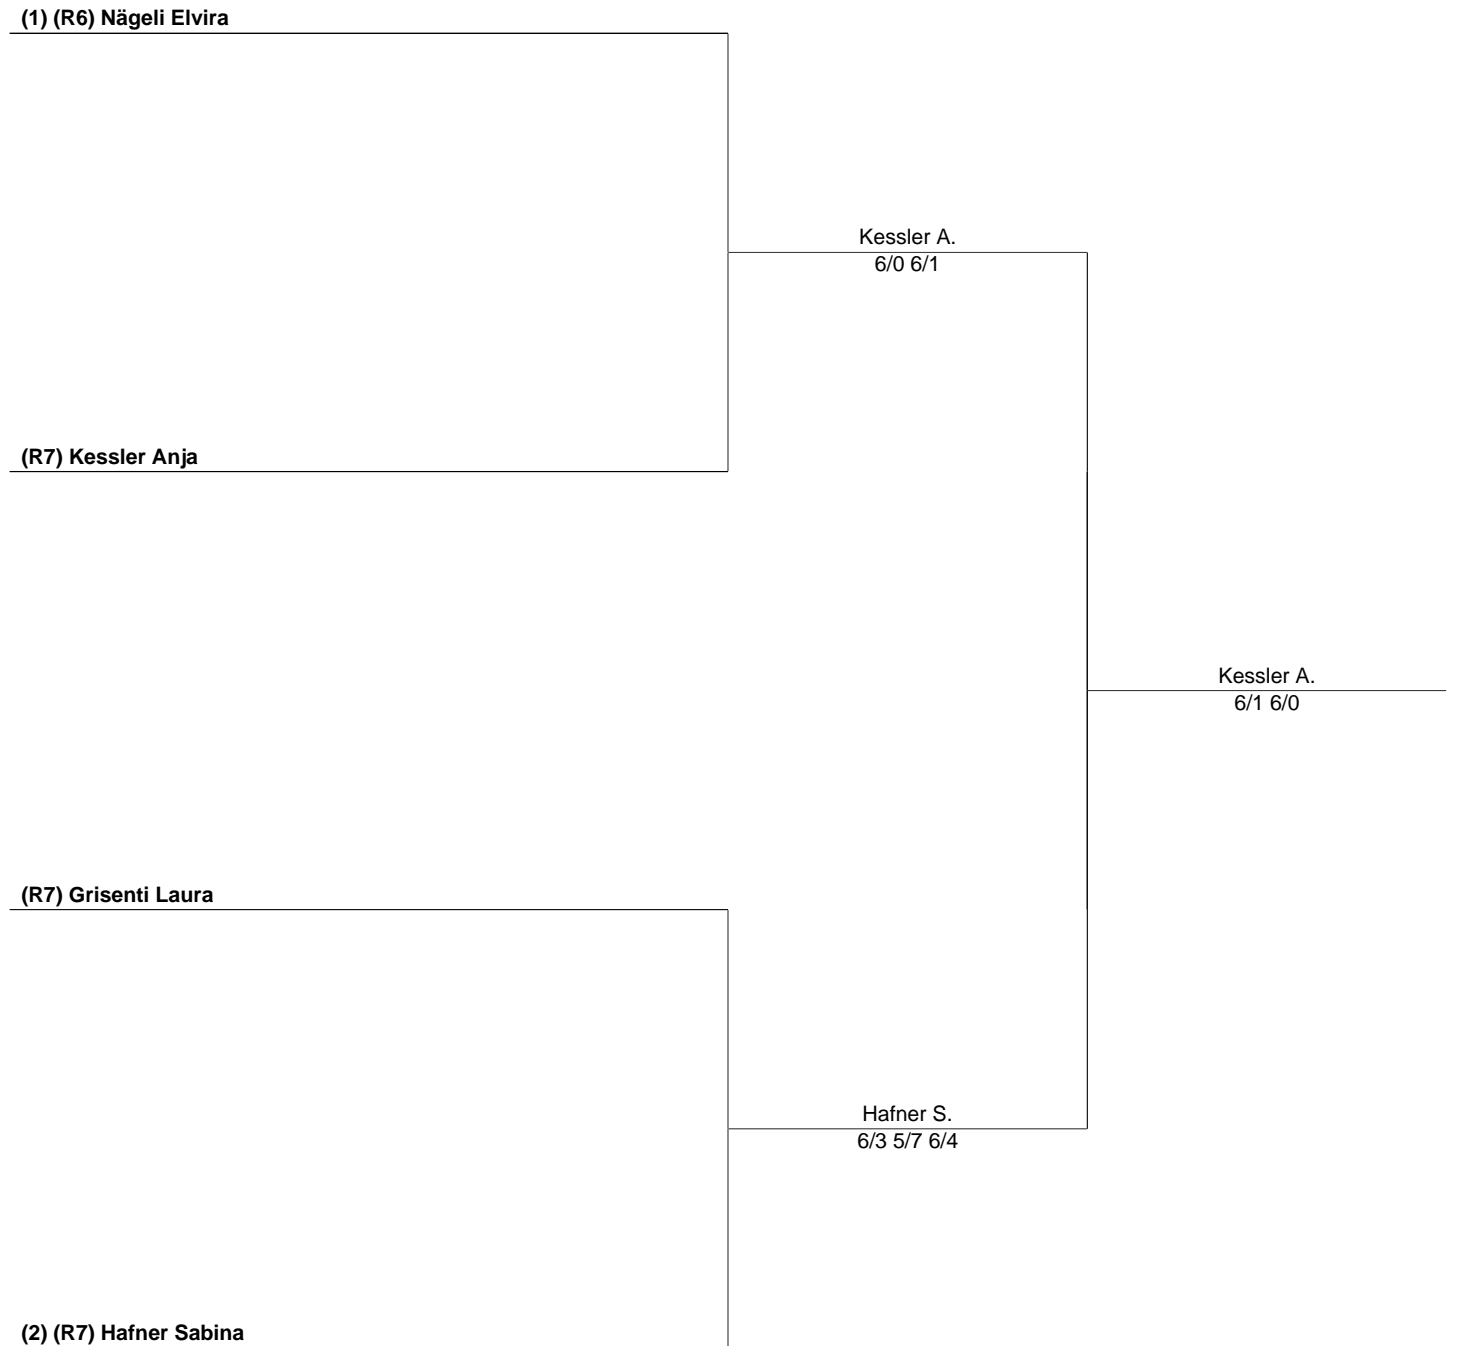 (1) (R6) Nägeli Elvira
Kessler A.
6/0 6/1
(R7) Kessler Anja
Kessler A.
6/1 6/0
(R7) Grisenti Laura
Hafner S.
6/3 5/7 6/4
(2) (R7) Hafner Sabina